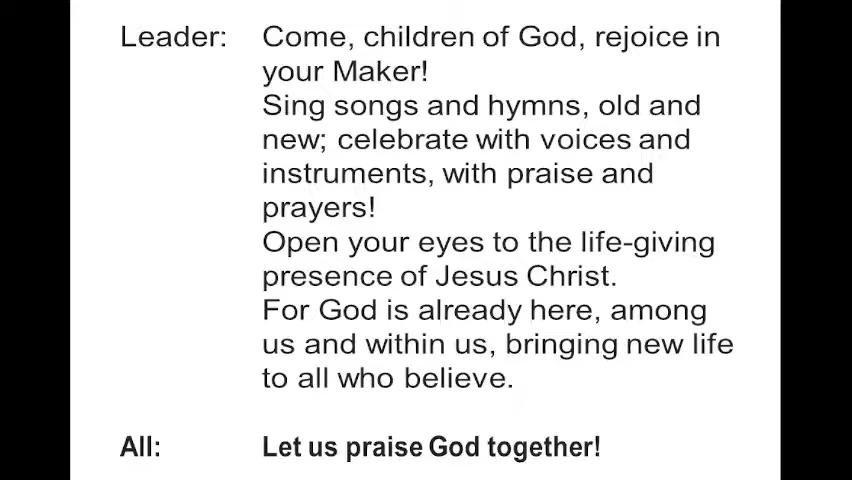 Leader: Come, children of God, rejoice in
your Maker!
Sing songs and hymns, old and
new; celebrate with voices and
instruments, with praise and
prayers!
Open your eyes to the life-giving
presence of Jesus Christ.
For God is already here, among
us and within us, bringing new life
to all who believe.
All: Let us praise God together!